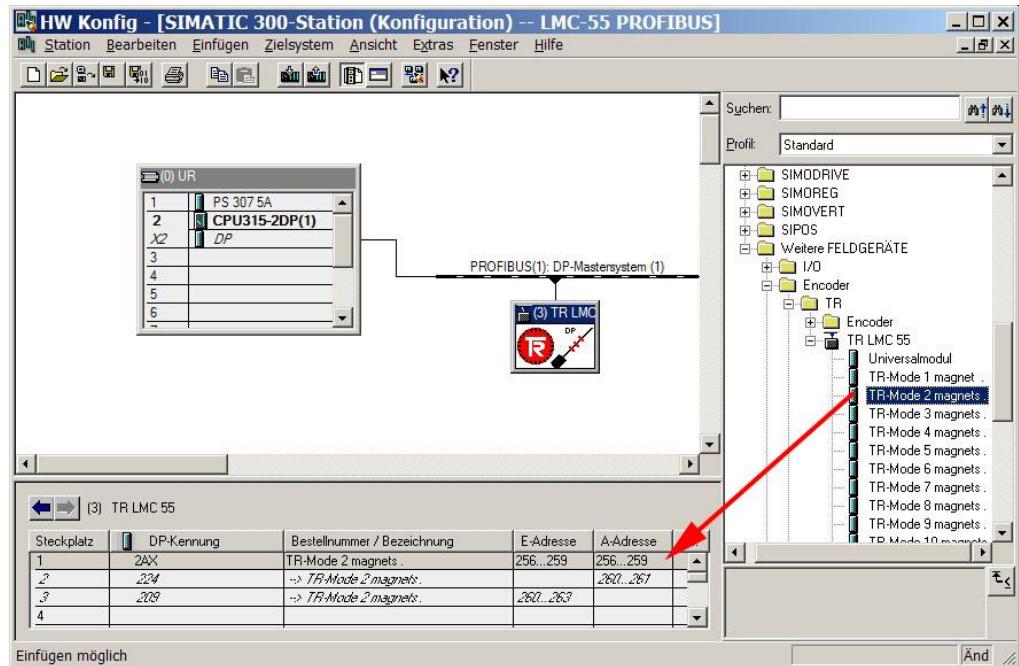 HW Konfig - [SIMATIC 300-Station (Konfiguration) -- LMC-55 PROFIBUS]
Station Bearbeiten Einfügen Zielsystem Ansicht Extras Fenster Hilfe
(0) UR
1 PS 307 5A
2 CPU315-2DP(1)
X2 DP
3
4
5
6
PROFIBUS(1): DP-Mastersystem (1)
(3) TR LMC
DP
TR
Suchen:
Profil: Standard
SIMODRIVE
SIMOREG
SIMOVERT
SIPOS
Weitere FELDGERÄTE
I/O
Encoder
TR
Encoder
TR LMC 55
Universalmodul
TR-Mode 1 magnet .
TR-Mode 2 magnets .
TR-Mode 3 magnets .
TR-Mode 4 magnets .
TR-Mode 5 magnets .
TR-Mode 6 magnets .
TR-Mode 7 magnets .
TR-Mode 8 magnets .
TR-Mode 9 magnets .
TR-Mode 10 magnets
(3) TR LMC 55
Steckplatz DP-Kennung Bestellnummer / Bezeichnung E-Adresse A-Adresse
1 2AX TR-Mode 2 magnets . 256...259 256...259
2 224 --> TR-Mode 2 magnets . 260...261
3 209 --> TR-Mode 2 magnets . 260...263
4
Einfügen möglich
Änd